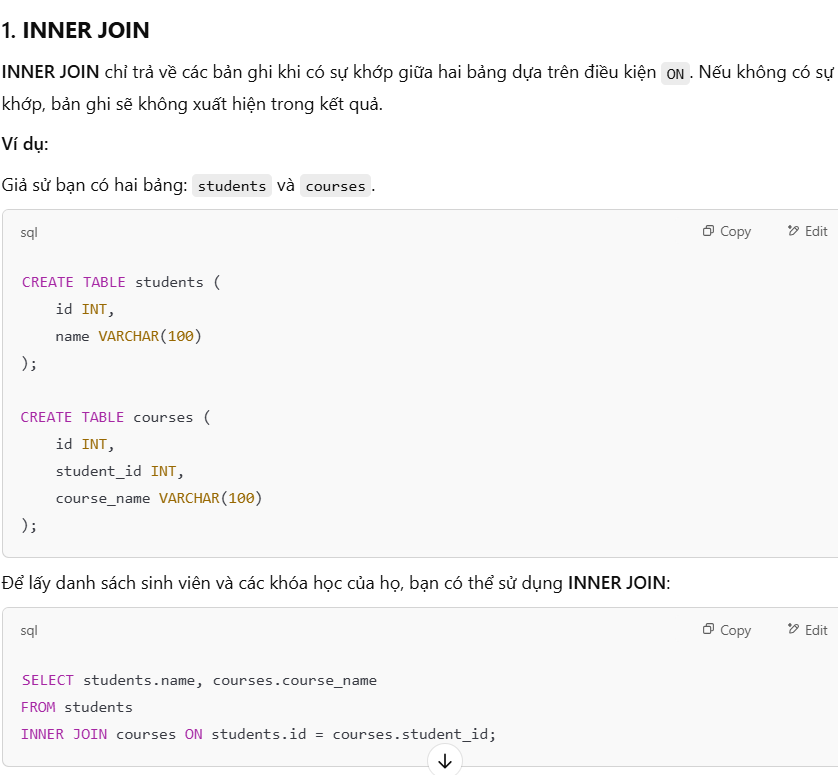 1. INNER JOIN
INNER JOIN chỉ trả về các bản ghi khi có sự khớp giữa hai bảng dựa trên điều kiện ON. Nếu không có sự
khớp, bản ghi sẽ không xuất hiện trong kết quả.
Ví dụ:
Giả sử bạn có hai bảng: students và courses.
sql Copy Edit
CREATE TABLE students (
    id INT,
    name VARCHAR(100)
);
CREATE TABLE courses (
    id INT,
    student_id INT,
    course_name VARCHAR(100)
);
Để lấy danh sách sinh viên và các khóa học của họ, bạn có thể sử dụng INNER JOIN:
sql Copy Edit
SELECT students.name, courses.course_name
FROM students
INNER JOIN courses ON students.id = courses.student_id;